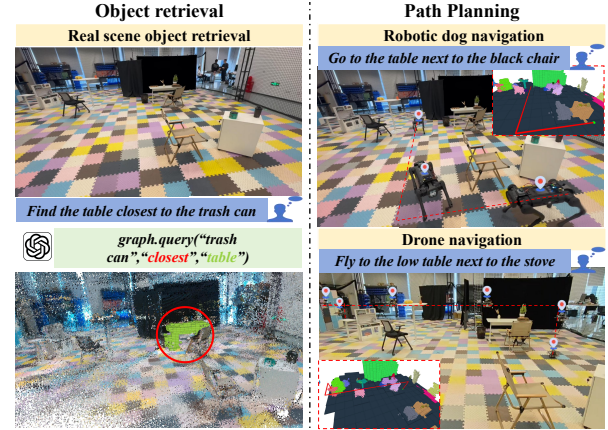 Object retrieval
Real scene object retrieval
Find the table closest to the trash can
graph.query("trash
can","closest","table")
Path Planning
Robotic dog navigation
Go to the table next to the black chair
Drone navigation
Fly to the low table next to the stove